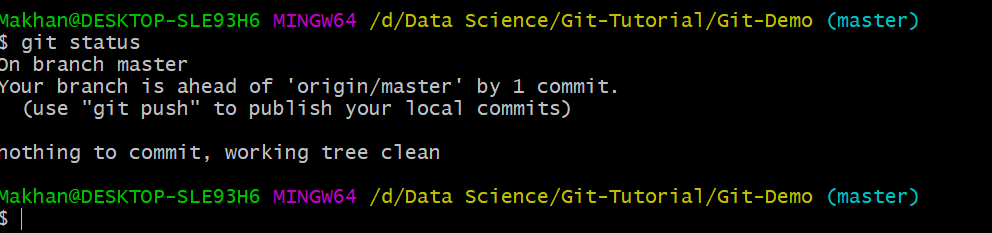 Makhan@DESKTOP-SLE93H6 MINGW64 /d/Data Science/Git-Tutorial/Git-Demo (master)
$ git status
On branch master
Your branch is ahead of 'origin/master' by 1 commit.
  (use "git push" to publish your local commits)

nothing to commit, working tree clean

Makhan@DESKTOP-SLE93H6 MINGW64 /d/Data Science/Git-Tutorial/Git-Demo (master)
$